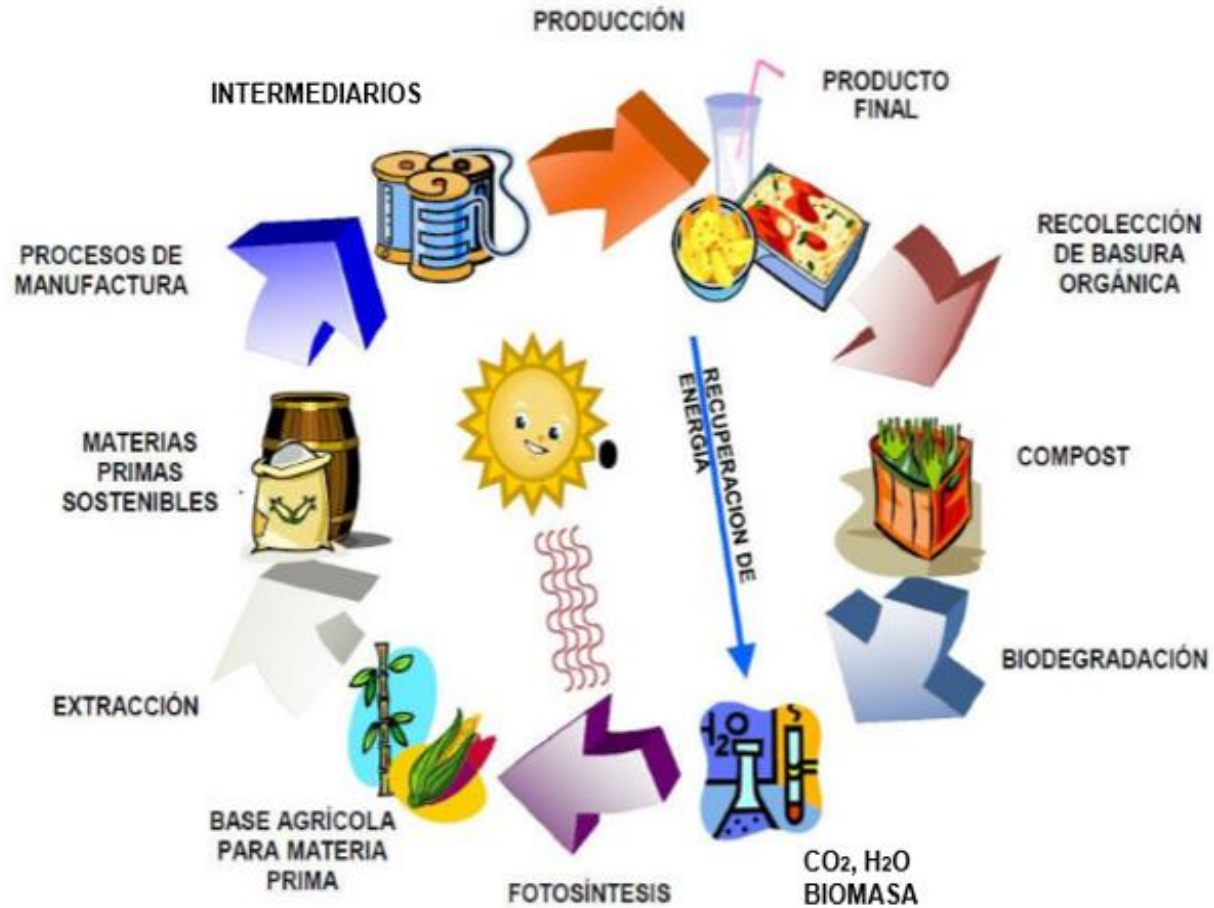 PRODUCCIÓN
INTERMEDIARIOS
PRODUCTO
FINAL
RECOLECCIÓN
DE BASURA
ORGÁNICA
PROCESOS DE
MANUFACTURA
RECUPERACION DE
ENERGÍA
MATERIAS
PRIMAS
SOSTENIBLES
COMPOST
BIODEGRADACIÓN
EXTRACCIÓN
H2O
S
BASE AGRÍCOLA
PARA MATERIA
PRIMA
FOTOSÍNTESIS
CO2, H2O
BIOMASA